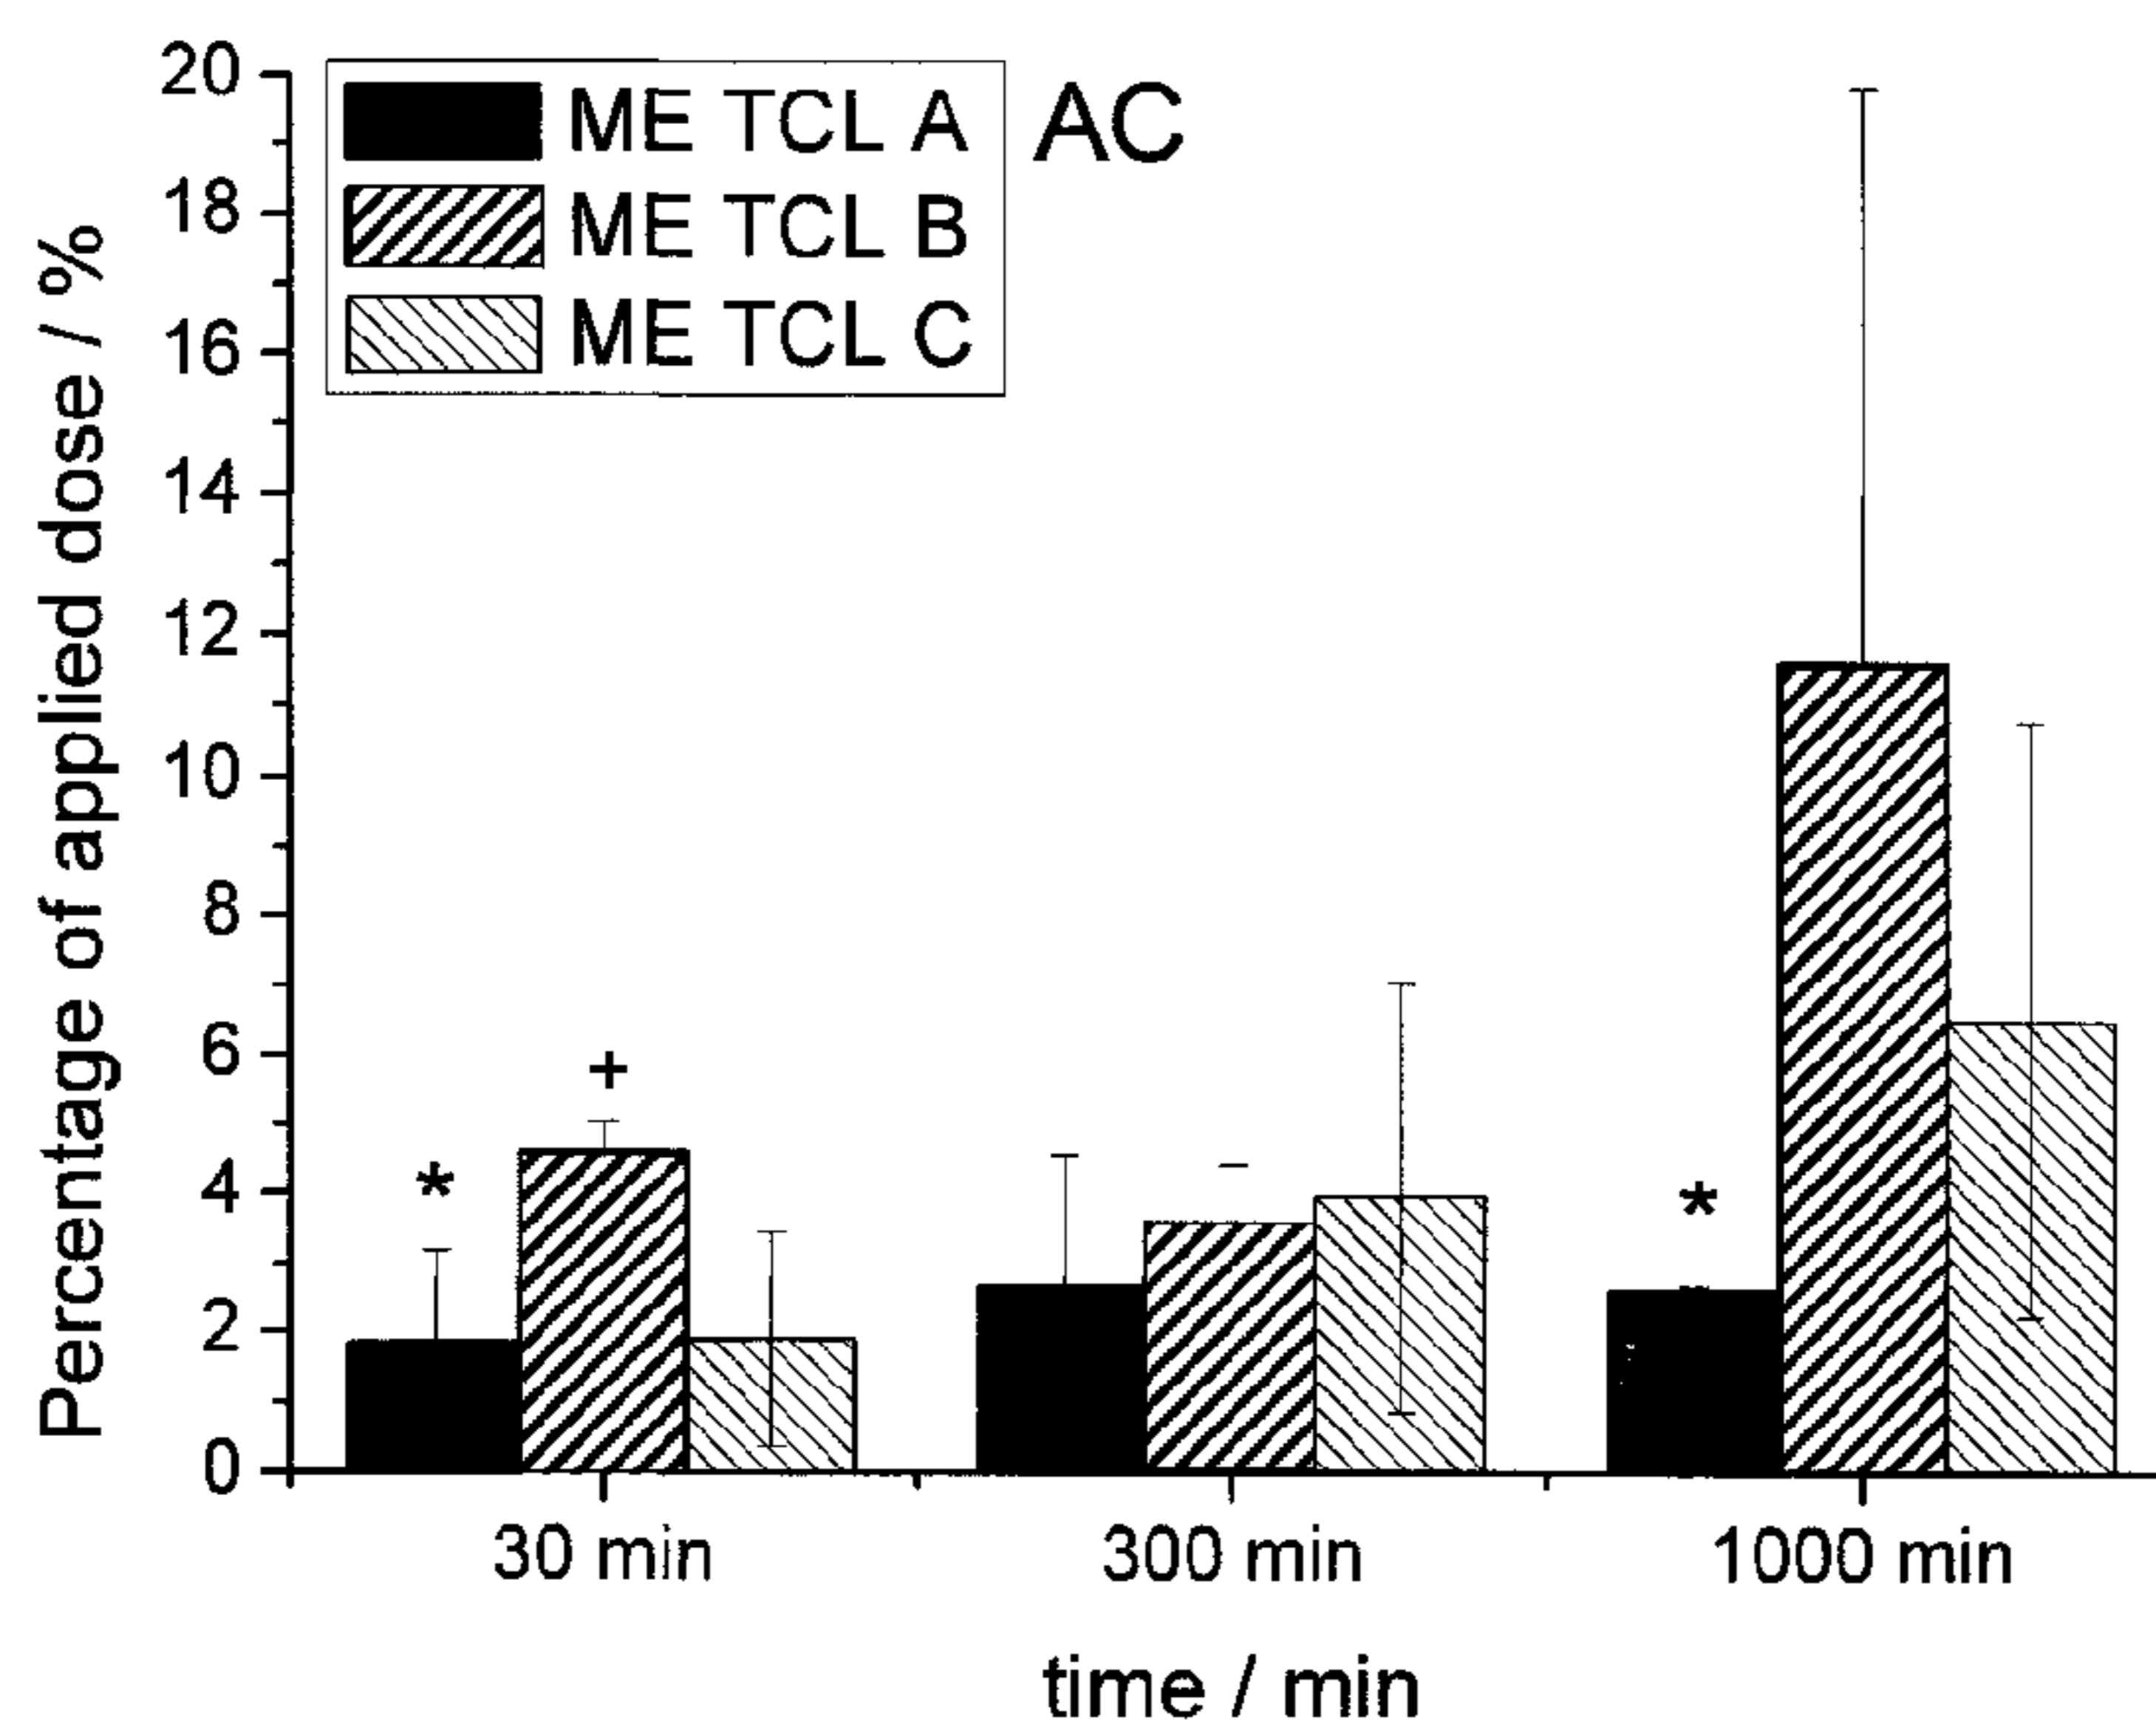 20
18
16
14
12
10
8
6
4
2
0
Percentage of applied dose / %
ME TCL A
ME TCL B
ME TCL C
AC
*
+
*
30 min
300 min
1000 min
time / min